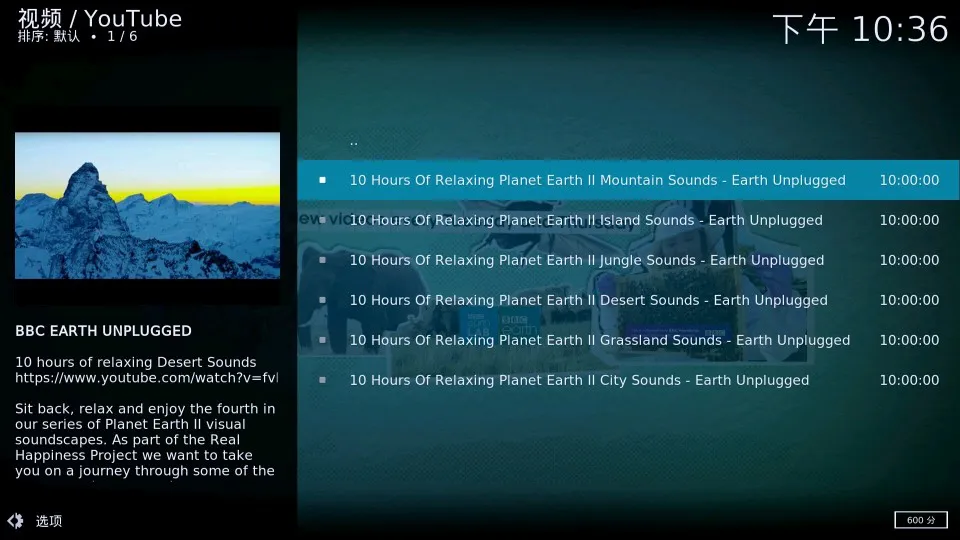 视频 / YouTube
排序: 默认 • 1 / 6
下午 10:36
..
10 Hours Of Relaxing Planet Earth II Mountain Sounds - Earth Unplugged 10:00:00
10 Hours Of Relaxing Planet Earth II Island Sounds - Earth Unplugged 10:00:00
10 Hours Of Relaxing Planet Earth II Jungle Sounds - Earth Unplugged 10:00:00
10 Hours Of Relaxing Planet Earth II Desert Sounds - Earth Unplugged 10:00:00
10 Hours Of Relaxing Planet Earth II Grassland Sounds - Earth Unplugged 10:00:00
10 Hours Of Relaxing Planet Earth II City Sounds - Earth Unplugged 10:00:00
BBC EARTH UNPLUGGED
10 hours of relaxing Desert Sounds
https://www.youtube.com/watch?v=fv
Sit back, relax and enjoy the fourth in
our series of Planet Earth II visual
soundscapes. As part of the Real
Happiness Project we want to take
you on a journey through some of the
选项
600 分